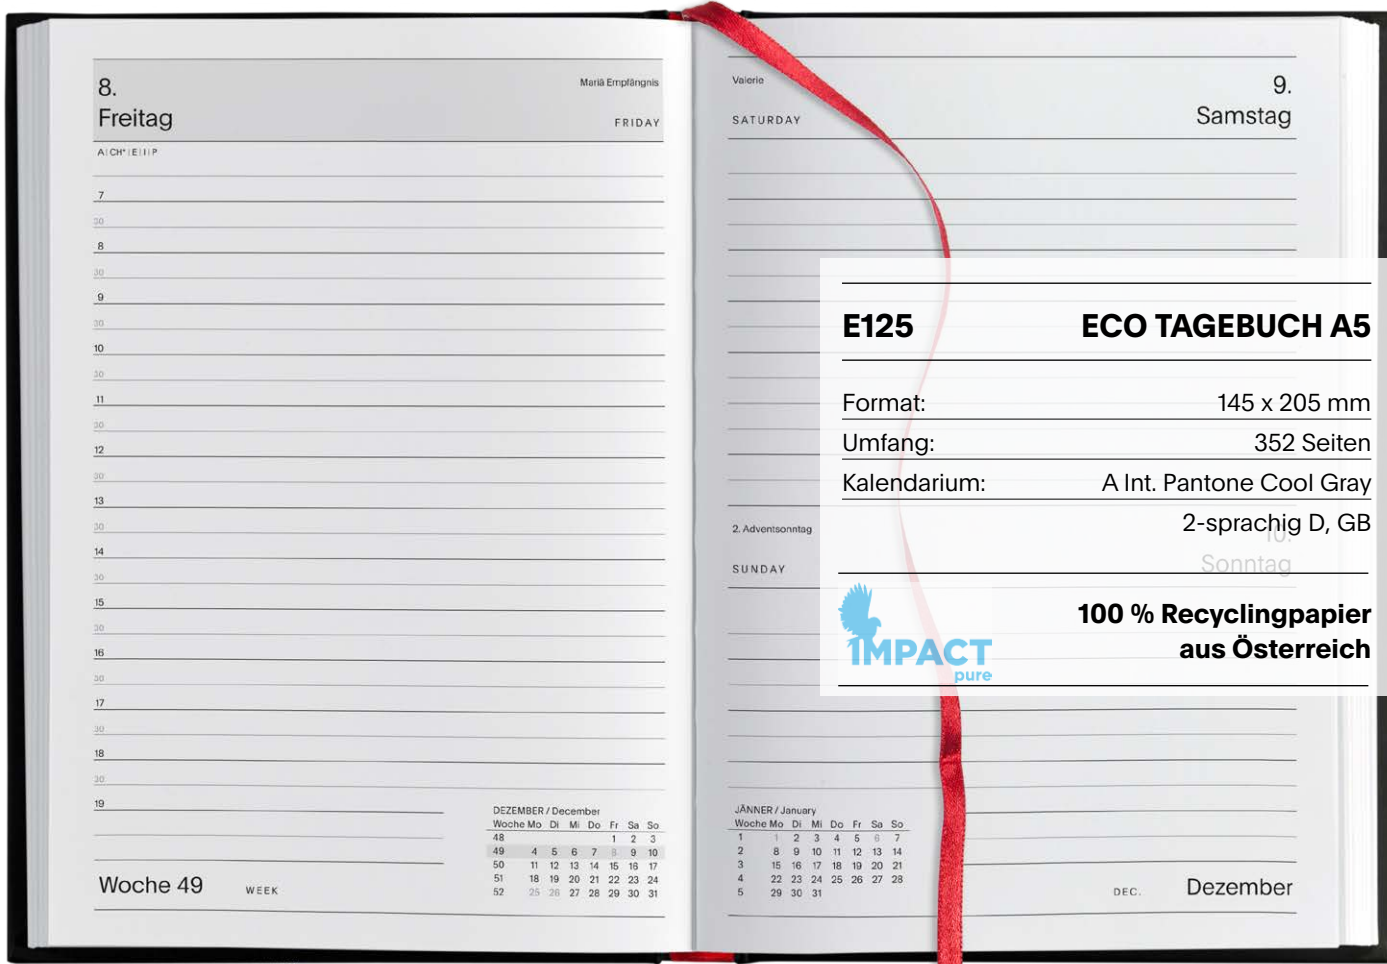 8.
Freitag
Mariä Empfängnis
FRIDAY
A|CH*|E|I|P
7
30
8
30
9
30
10
30
11
30
12
30
13
30
14
30
15
30
16
30
17
30
18
30
19
DEZEMBER / December
Woche Mo Di Mi Do Fr Sa So
48 1 2 3
49 4 5 6 7 8 9 10
50 11 12 13 14 15 16 17
51 18 19 20 21 22 23 24
52 25 26 27 28 29 30 31
Woche 49 WEEK
Valerie
SATURDAY
9.
Samstag
E125 ECO TAGEBUCH A5
Format: 145 x 205 mm
Umfang: 352 Seiten
Kalendarium: A Int. Pantone Cool Gray
2-sprachig D, GB
2. Adventsonntag
SUNDAY
10.
Sonntag
IMPACT
pure
100 % Recyclingpapier
aus Österreich
JÄNNER / January
Woche Mo Di Mi Do Fr Sa So
1 1 2 3 4 5 6 7
2 8 9 10 11 12 13 14
3 15 16 17 18 19 20 21
4 22 23 24 25 26 27 28
5 29 30 31
DEC. Dezember